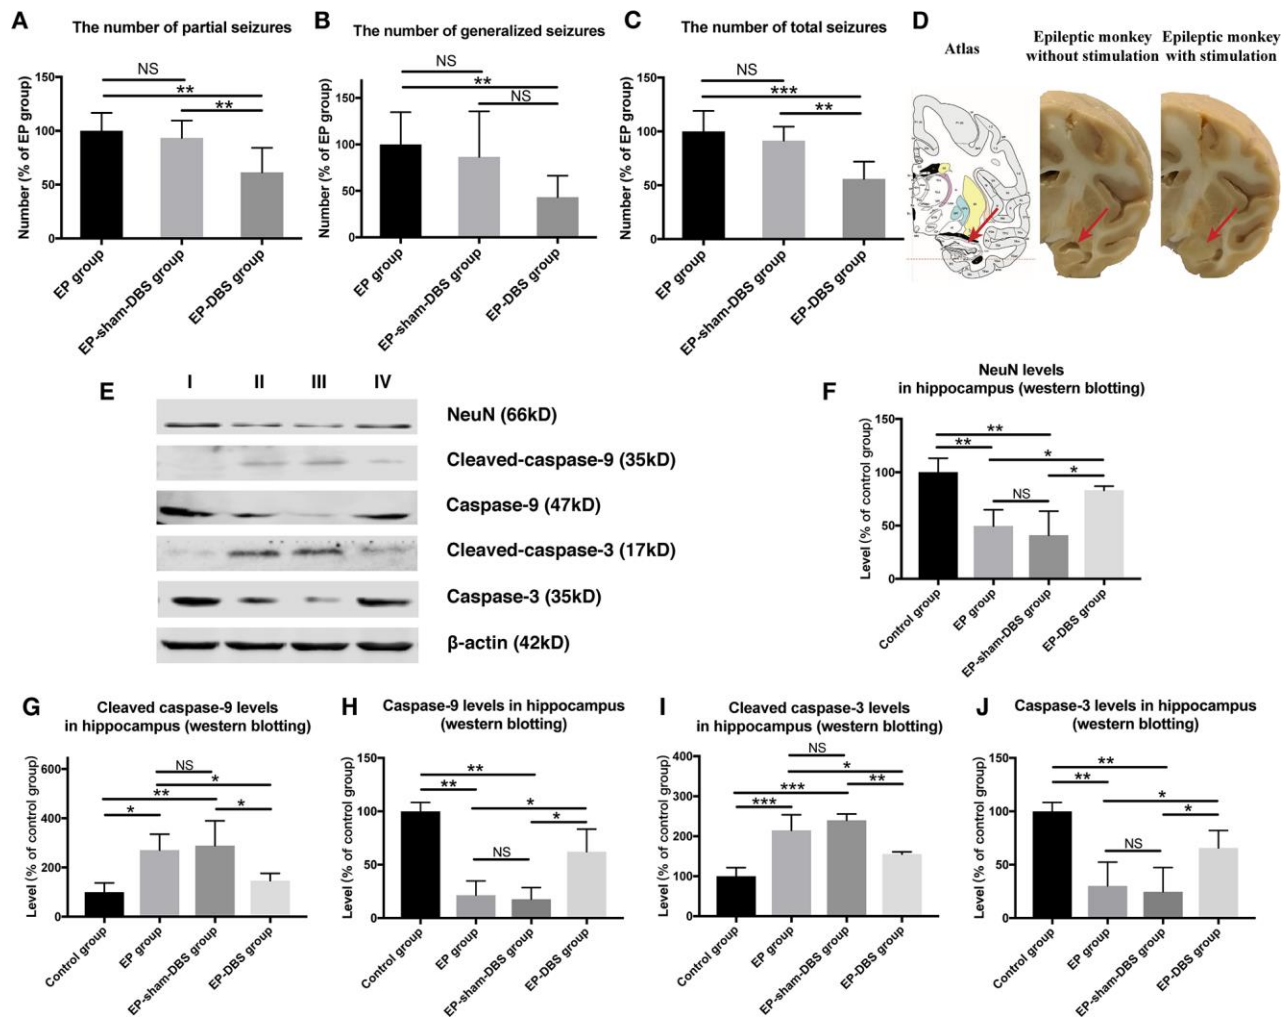 A
The number of partial seizures
Number (% of EP group)
150
100
50
0
NS
**
**
EP group
EP-sham-DBS group
EP-DBS group
B
The number of generalized seizures
Number (% of EP group)
150
100
50
0
NS
**
NS
EP group
EP-sham-DBS group
EP-DBS group
C
The number of total seizures
Number (% of EP group)
150
100
50
0
NS
***
**
EP group
EP-sham-DBS group
EP-DBS group
D
Atlas
Epileptic monkey
without stimulation
Epileptic monkey
with stimulation
E
I II III IV
NeuN (66kD)
Cleaved-caspase-9 (35kD)
Caspase-9 (47kD)
Cleaved-caspase-3 (17kD)
Caspase-3 (35kD)
β-actin (42kD)
F
NeuN levels
in hippocampus (western blotting)
Level (% of control group)
150
100
50
0
**
**
*
*
NS
Control group
EP group
EP-sham-DBS group
EP-DBS group
G
Cleaved caspase-9 levels
in hippocampus (western blotting)
Level (% of control group)
600
400
200
0
NS
*
**
*
*
Control group
EP group
EP-sham-DBS group
EP-DBS group
H
Caspase-9 levels in hippocampus
(western blotting)
Level (% of control group)
150
100
50
0
**
**
*
*
NS
Control group
EP group
EP-sham-DBS group
EP-DBS group
I
Cleaved caspase-3 levels
in hippocampus (western blotting)
Level (% of control group)
400
300
200
100
0
NS
*
**
***
***
Control group
EP group
EP-sham-DBS group
EP-DBS group
J
Caspase-3 levels in hippocampus
(western blotting)
Level (% of control group)
150
100
50
0
**
**
*
*
NS
Control group
EP group
EP-sham-DBS group
EP-DBS group